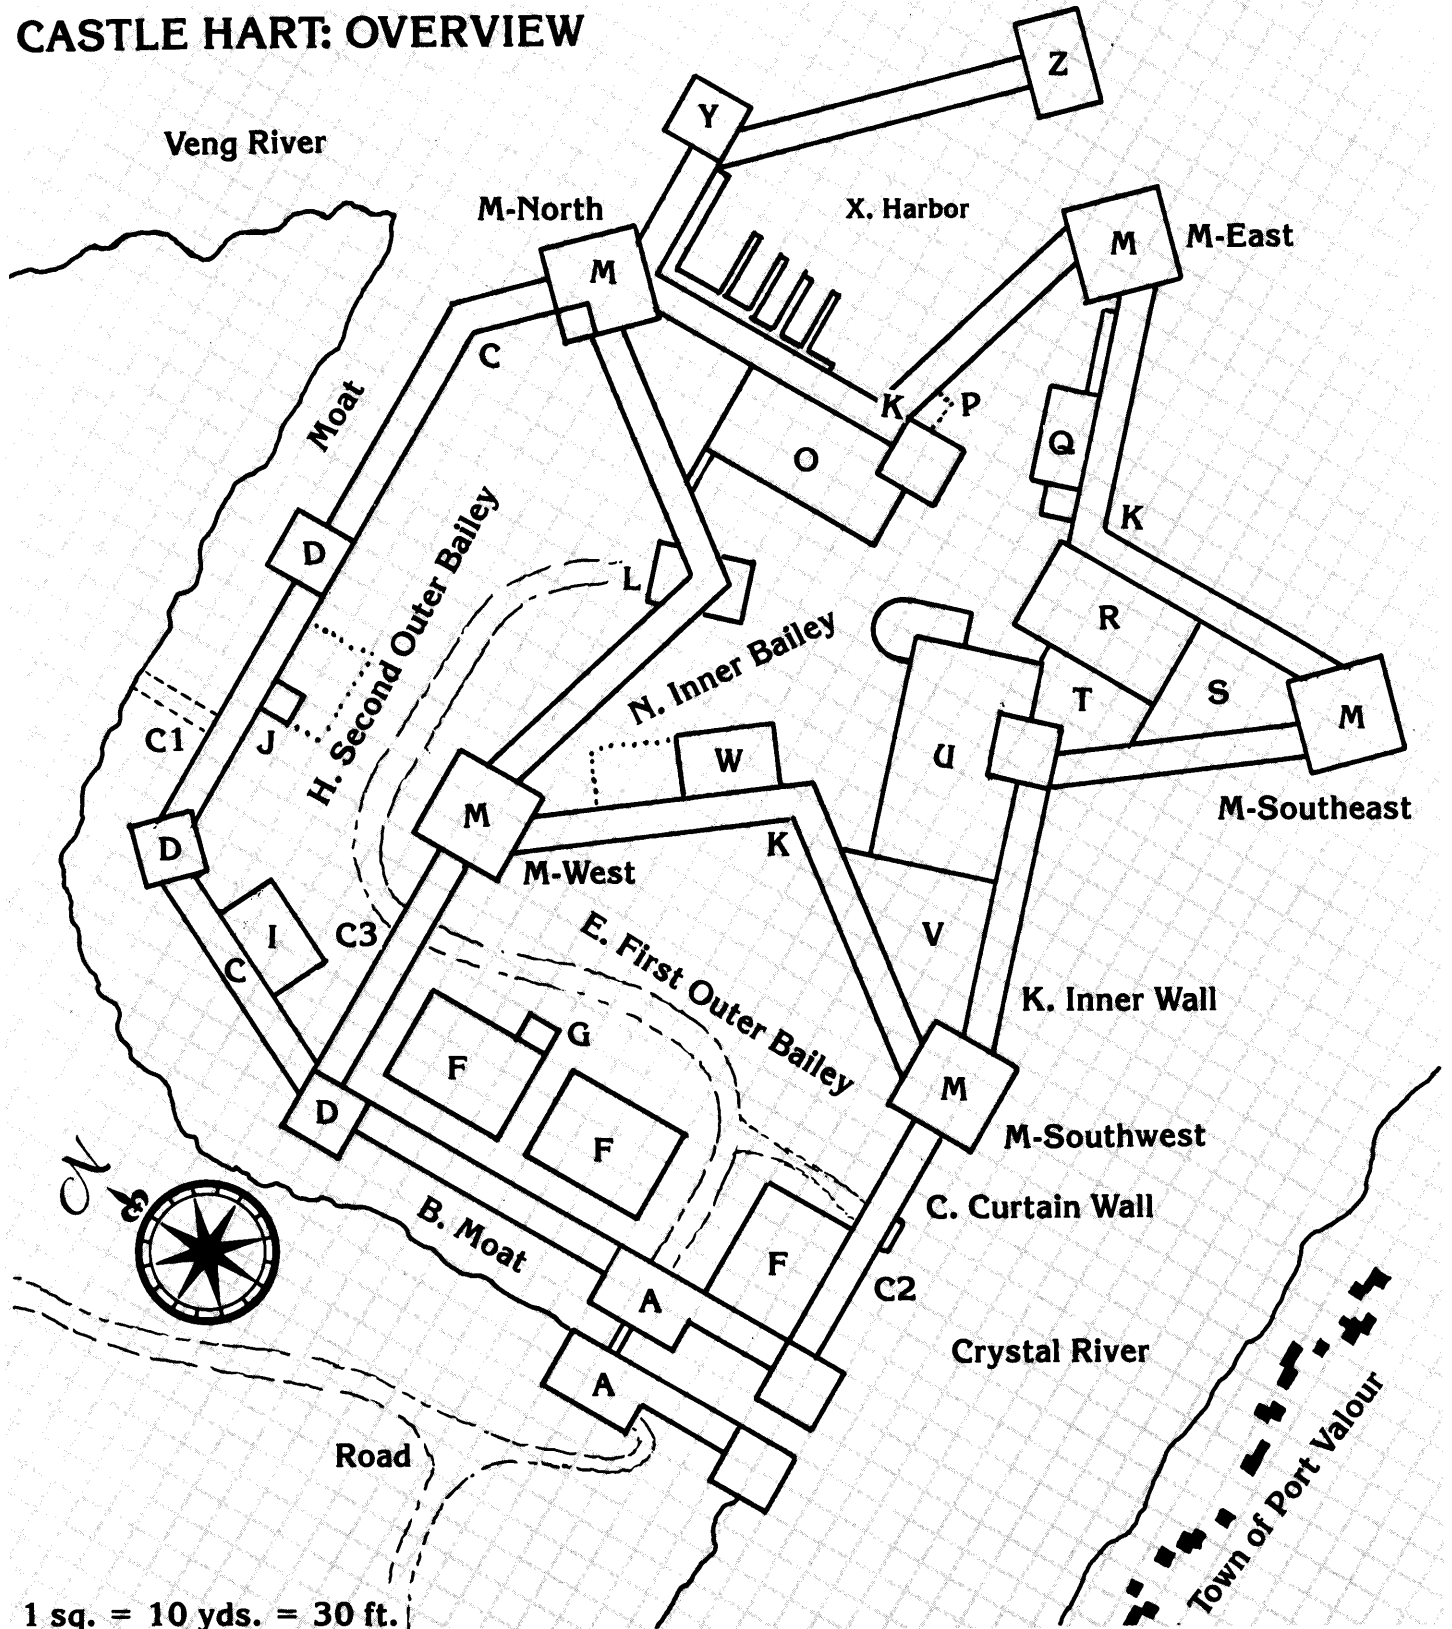 CASTLE HART: OVERVIEW
Z
Y
Veng River
M-North
X. Harbor
M
M
M-East
C
Moat
K
P
O
Q
K
D
H. Second Outer Bailey
L
R
N. Inner Bailey
T
S
M
C1
J
W
U
M
M-Southeast
D
K
M-West
I
C3
C
E. First Outer Bailey
V
K. Inner Wall
G
F
D
F
M
M-Southwest
N
B. Moat
C. Curtain Wall
F
A
C2
Crystal River
A
Road
Town of Port Valour
1 sq. = 10 yds. = 30 ft.